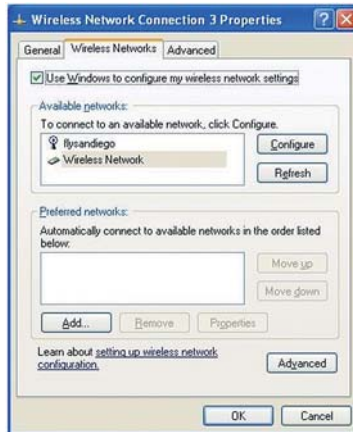 Wireless Network Connection 3 Properties
General Wireless Networks Advanced
Use Windows to configure my wireless network settings
Available networks:
To connect to an available network, click Configure.
flysandiego
Wireless Network
Configure
Refresh
Preferred networks:
Automatically connect to available networks in the order listed
below:
Move up
Move down
Add... Remove Properties
Learn about setting up wireless network
configuration.
Advanced
OK Cancel